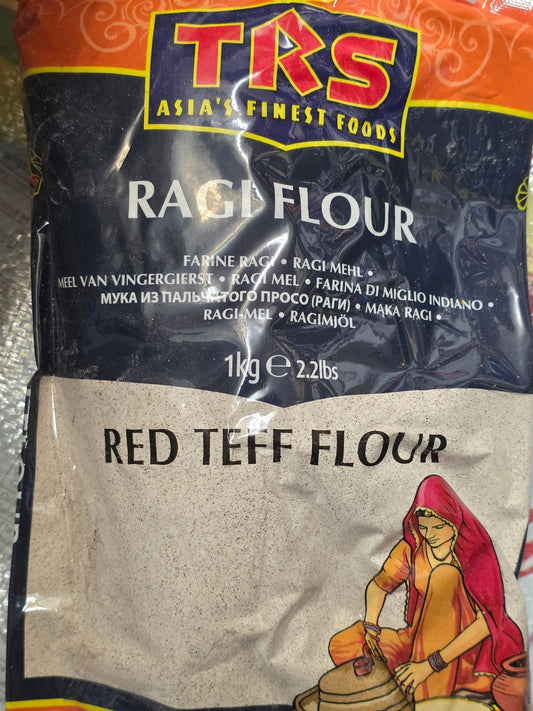 TRS
ASIA'S FINEST FOODS
RAGI FLOUR
FARINE RAGI • RAGI MEHL •
MEEL VAN VINGERGIERST • RAGI MEL • FARINA DI MIGLIO INDIANO •
МУКА ИЗ ПАЛЬЧАТОГО ПРОСО (РАГИ) • MĄKA RAGI •
RAGI-MEL • RAGIMJÖL
1kg ℮ 2.2lbs
RED TEFF FLOUR